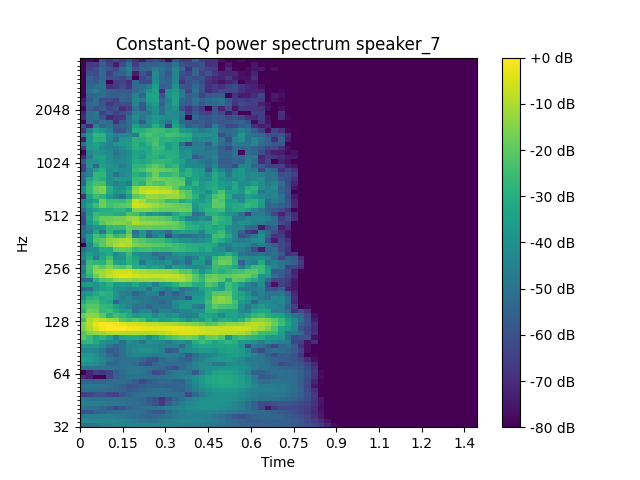 Constant-Q power spectrum speaker_7
Hz
2048
1024
512
256
128
64
32
0 0.15 0.3 0.45 0.6 0.75 0.9 1.1 1.2 1.4
Time
+0 dB
-10 dB
-20 dB
-30 dB
-40 dB
-50 dB
-60 dB
-70 dB
-80 dB